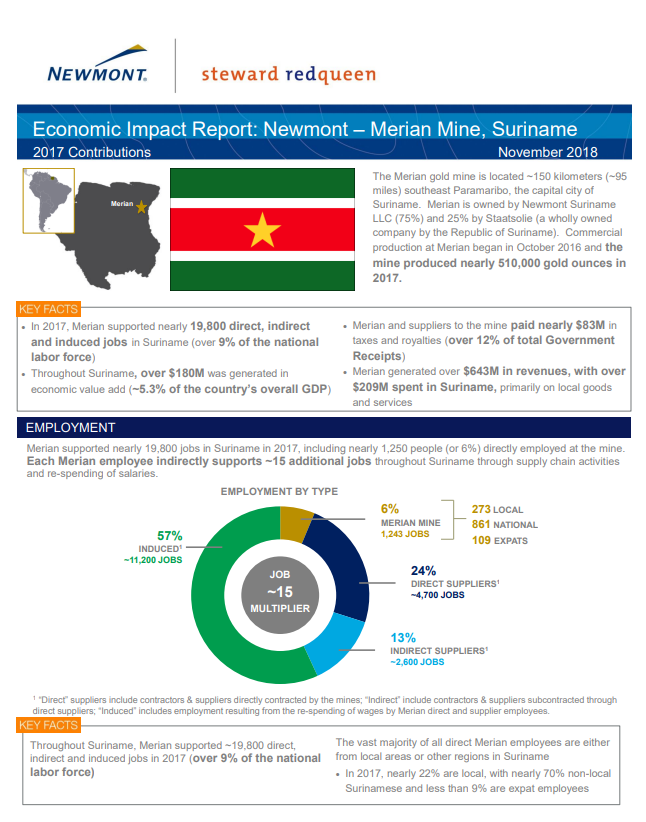 NEWMONT.
steward redqueen
Economic Impact Report: Newmont – Merian Mine, Suriname
2017 Contributions
November 2018
Merian
The Merian gold mine is located ~150 kilometers (~95
miles) southeast Paramaribo, the capital city of
Suriname. Merian is owned by Newmont Suriname
LLC (75%) and 25% by Staatsolie (a wholly owned
company by the Republic of Suriname). Commercial
production at Merian began in October 2016 and the
mine produced nearly 510,000 gold ounces in
2017.
KEY FACTS
• In 2017, Merian supported nearly 19,800 direct, indirect
and induced jobs in Suriname (over 9% of the national
labor force)
• Throughout Suriname, over $180M was generated in
economic value add (~5.3% of the country's overall GDP)
• Merian and suppliers to the mine paid nearly $83M in
taxes and royalties (over 12% of total Government
Receipts)
• Merian generated over $643M in revenues, with over
$209M spent in Suriname, primarily on local goods
and services
EMPLOYMENT
Merian supported nearly 19,800 jobs in Suriname in 2017, including nearly 1,250 people (or 6%) directly employed at the mine.
Each Merian employee indirectly supports ~15 additional jobs throughout Suriname through supply chain activities
and re-spending of salaries.
EMPLOYMENT BY TYPE
57%
INDUCED¹
~11,200 JOBS
JOB
~15
MULTIPLIER
6%
MERIAN MINE
1,243 JOBS
273 LOCAL
861 NATIONAL
109 EXPATS
24%
DIRECT SUPPLIERS¹
~4,700 JOBS
13%
INDIRECT SUPPLIERS¹
~2,600 JOBS
¹ "Direct" suppliers include contractors & suppliers directly contracted by the mines; "Indirect" include contractors & suppliers subcontracted through
direct suppliers; "Induced" includes employment resulting from the re-spending of wages by Merian direct and supplier employees.
KEY FACTS
Throughout Suriname, Merian supported ~19,800 direct,
indirect and induced jobs in 2017 (over 9% of the national
labor force)
The vast majority of all direct Merian employees are either
from local areas or other regions in Suriname
• In 2017, nearly 22% are local, with nearly 70% non-local
Surinamese and less than 9% are expat employees